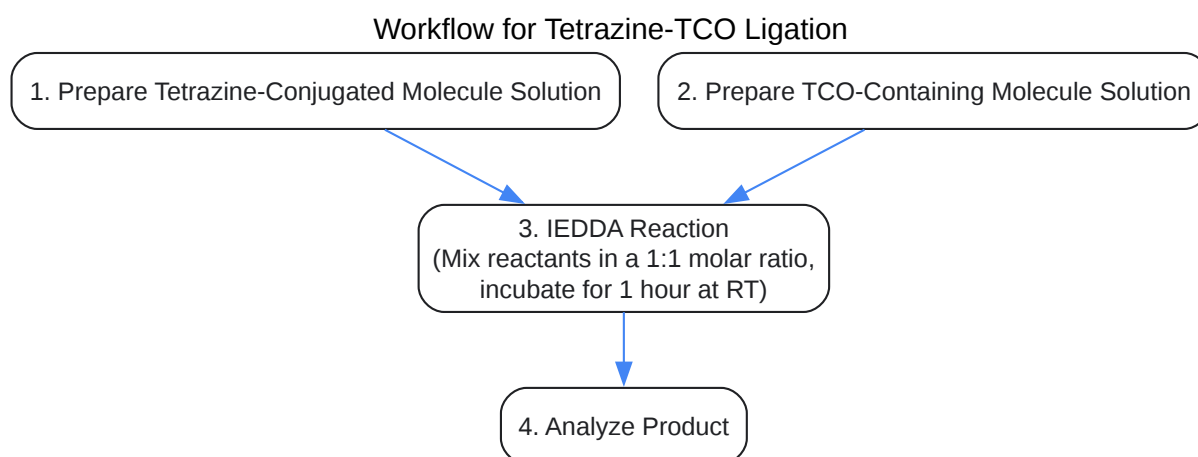 Workflow for Tetrazine-TCO Ligation
1. Prepare Tetrazine-Conjugated Molecule Solution
2. Prepare TCO-Containing Molecule Solution
3. IEDDA Reaction
(Mix reactants in a 1:1 molar ratio,
incubate for 1 hour at RT)
4. Analyze Product